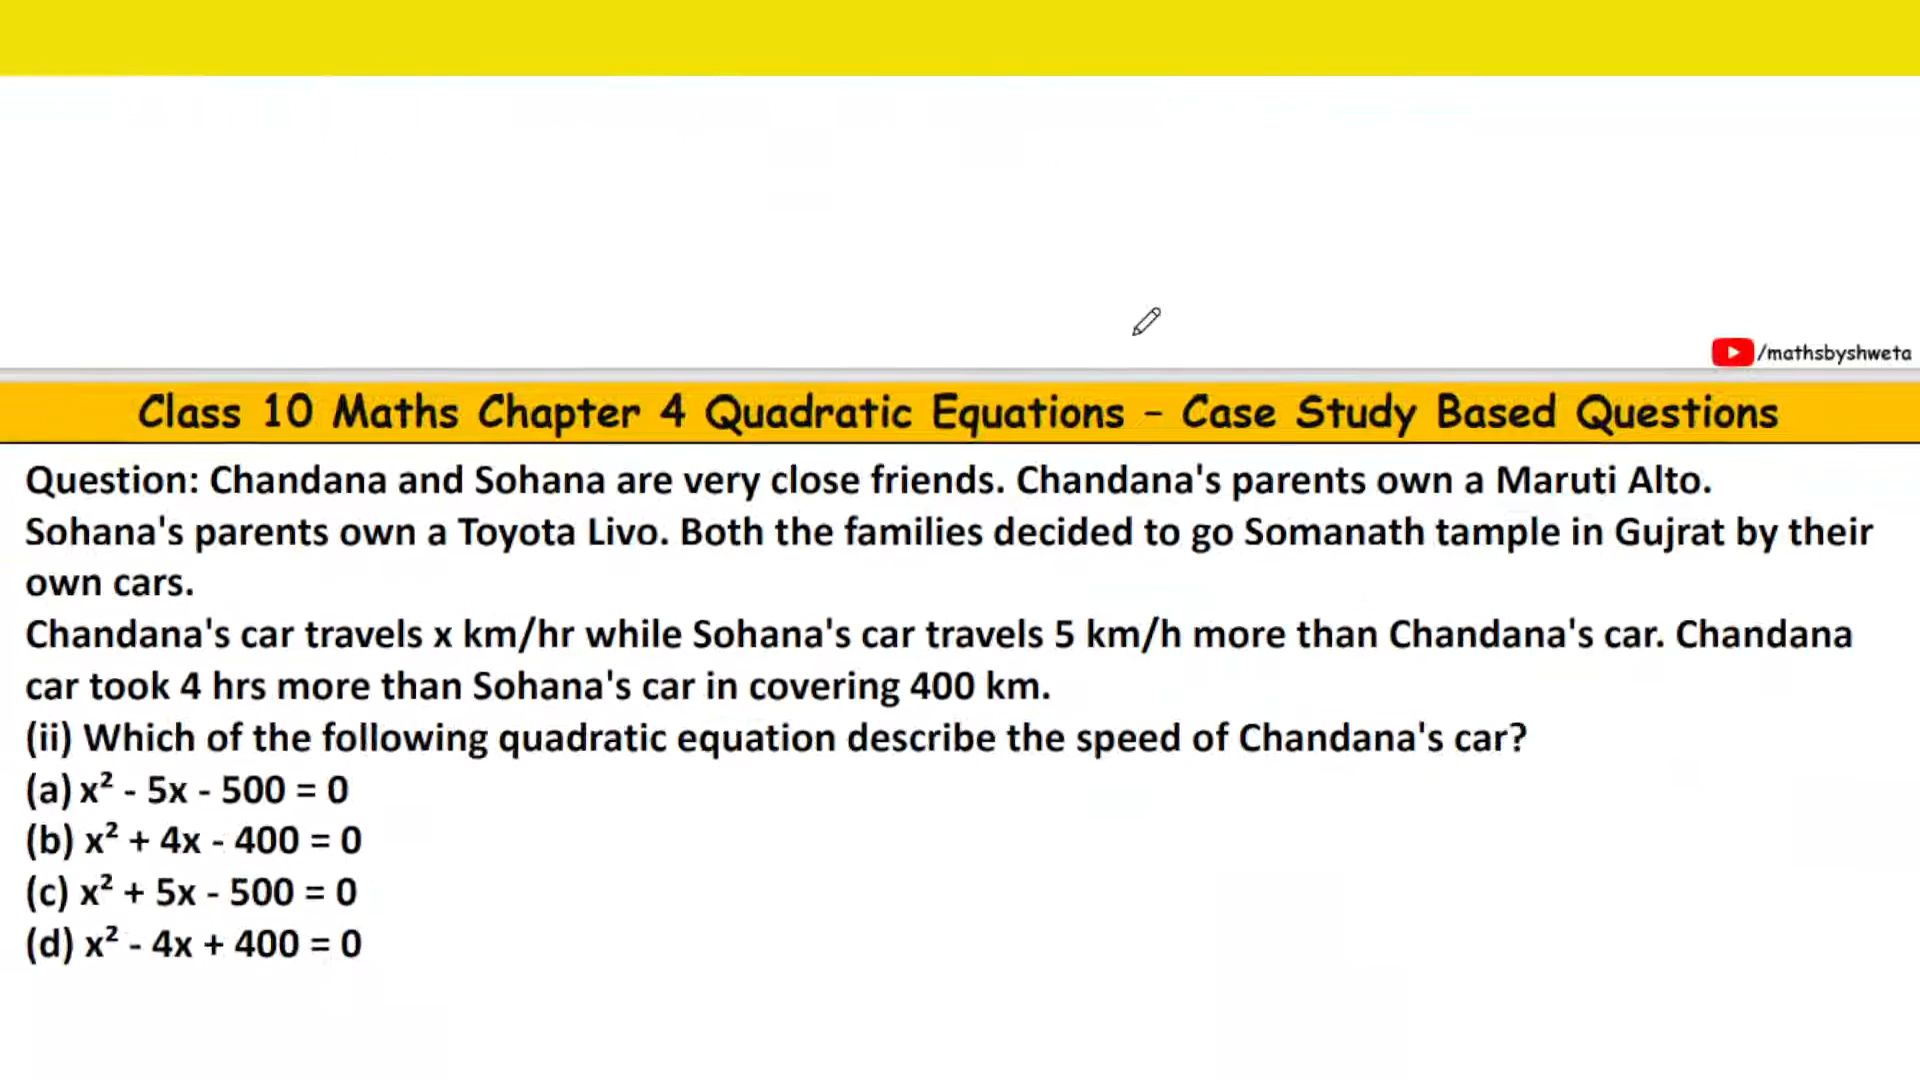 /mathsbyshweta
Class 10 Maths Chapter 4 Quadratic Equations - Case Study Based Questions
Question: Chandana and Sohana are very close friends. Chandana's parents own a Maruti Alto.
Sohana's parents own a Toyota Livo. Both the families decided to go Somanath tample in Gujrat by their
own cars.
Chandana's car travels x km/hr while Sohana's car travels 5 km/h more than Chandana's car. Chandana
car took 4 hrs more than Sohana's car in covering 400 km.
(ii) Which of the following quadratic equation describe the speed of Chandana's car?
(a) x² - 5x - 500 = 0
(b) x² + 4x - 400 = 0
(c) x² + 5x - 500 = 0
(d) x² - 4x + 400 = 0